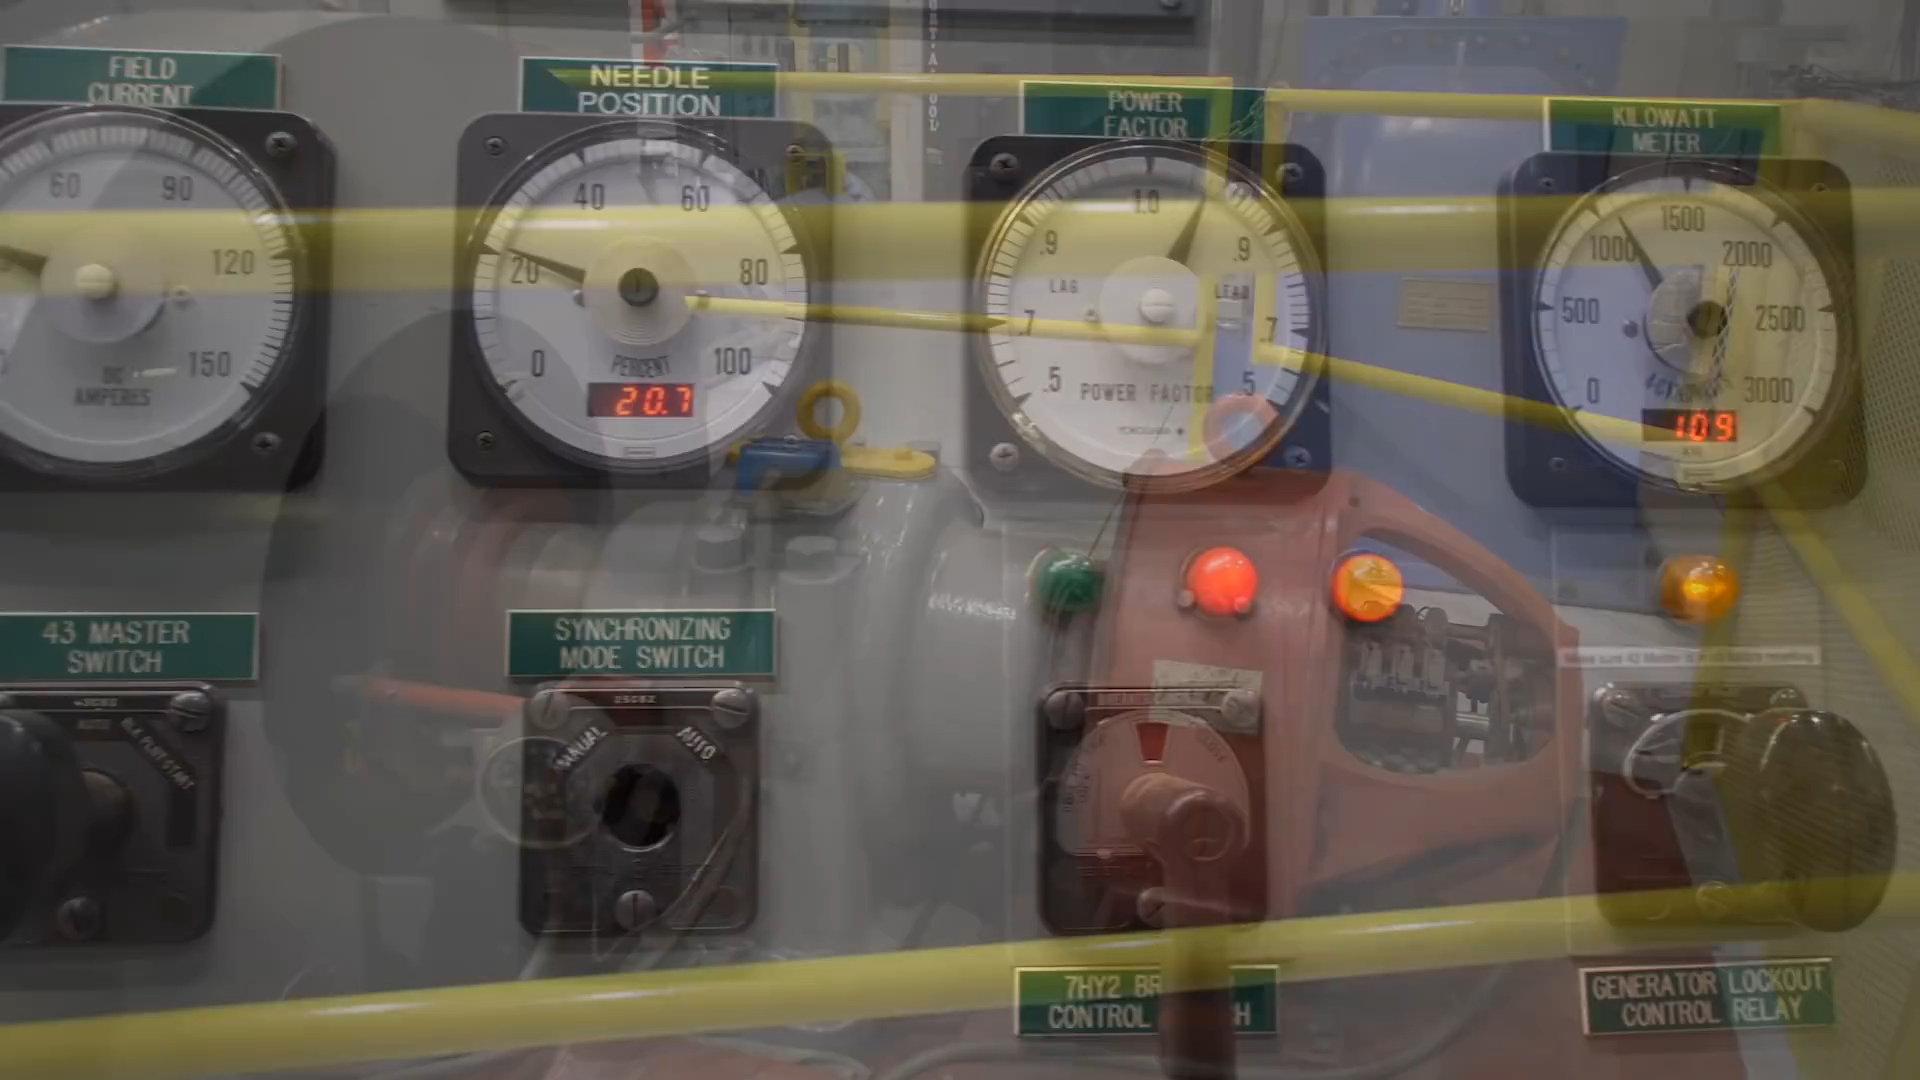 FIELD
CURRENT
60
90
120
150
DC
AMPERES
NEEDLE
POSITION
20
40
60
80
0
100
PERCENT
20.7
POWER
FACTOR
1.0
.9
.9
LAG
LEAD
.7
.7
.5
.5
POWER FACTOR
YOKOGAWA
KILOWATT
METER
1500
1000
2000
500
2500
0
3000
109
43 MASTER
SWITCH
SYNCHRONIZING
MODE SWITCH
MANUAL
AUTO
7HY2 BR
CONTROL H
GENERATOR LOCKOUT
CONTROL RELAY